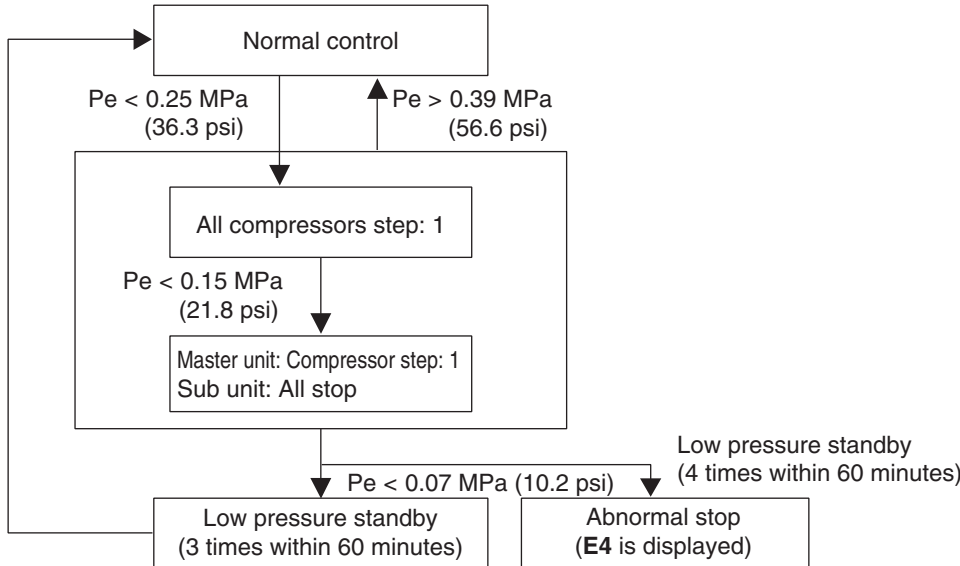 Normal control
Pe < 0.25 MPa
(36.3 psi)
Pe > 0.39 MPa
(56.6 psi)
All compressors step: 1
Pe < 0.15 MPa
(21.8 psi)
Master unit: Compressor step: 1
Sub unit: All stop
Low pressure standby
(4 times within 60 minutes)
Pe < 0.07 MPa (10.2 psi)
Low pressure standby
(3 times within 60 minutes)
Abnormal stop
(E4 is displayed)